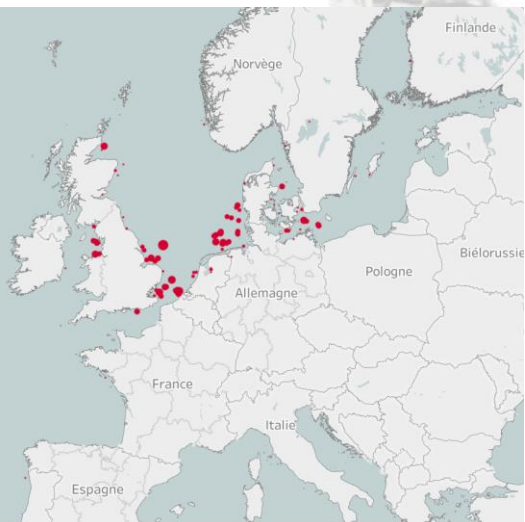 Finlande
Norvège
Biélorussie
Pologne
Allemagne
France
Italie
Espagne